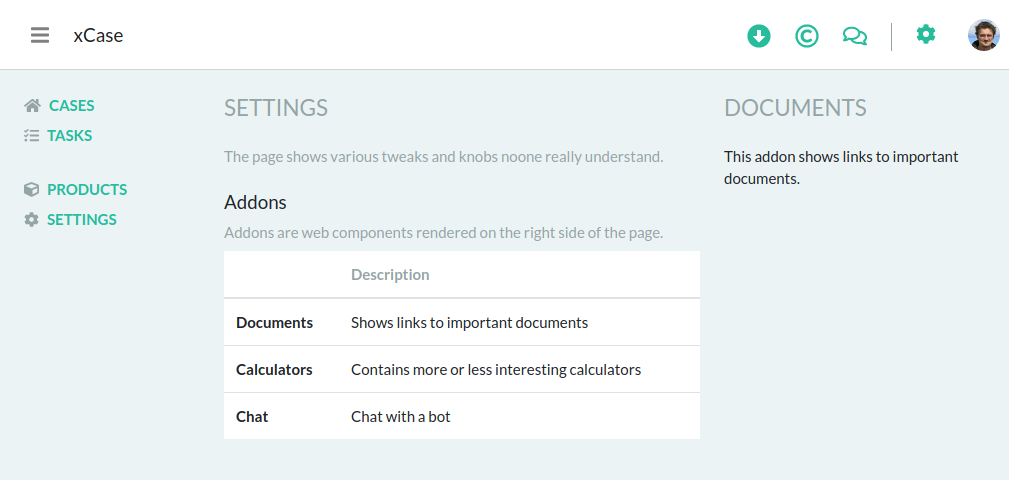 xCase
CASES
TASKS
PRODUCTS
SETTINGS
SETTINGS
The page shows various tweaks and knobs noone really understand.
Addons
Addons are web components rendered on the right side of the page.
Description
Documents Shows links to important documents
Calculators Contains more or less interesting calculators
Chat Chat with a bot
DOCUMENTS
This addon shows links to important
documents.